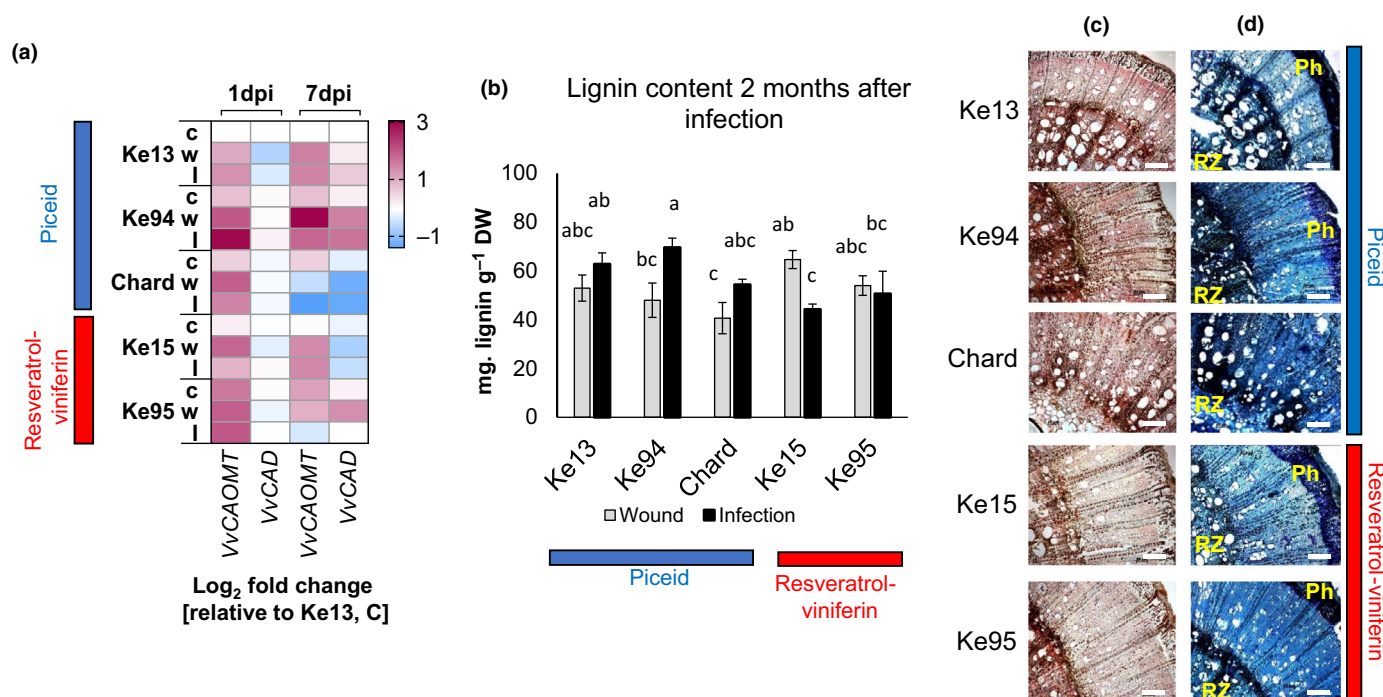 (a)
1dpi 7dpi
Piceid
Resveratrol-
viniferin
Ke13
c
w
I
Ke94
c
w
I
Chard
c
w
I
Ke15
c
w
I
Ke95
c
w
I
VvCAOMT
VvCAD
VvCAOMT
VvCAD
3
1
–1
Log2 fold change
[relative to Ke13, C]
(b)
Lignin content 2 months after
infection
mg. lignin g–1 DW
100
80
60
40
20
0
abc ab
bc a
c abc
ab c
abc bc
Ke13 Ke94 Chard Ke15 Ke95
Wound Infection
Piceid
Resveratrol-
viniferin
(c) (d)
Ke13
Ph
RZ
Ke94
Ph
RZ
Chard
RZ
Ke15
Ph
RZ
Ke95
Ph
RZ
Piceid
Resveratrol-viniferin